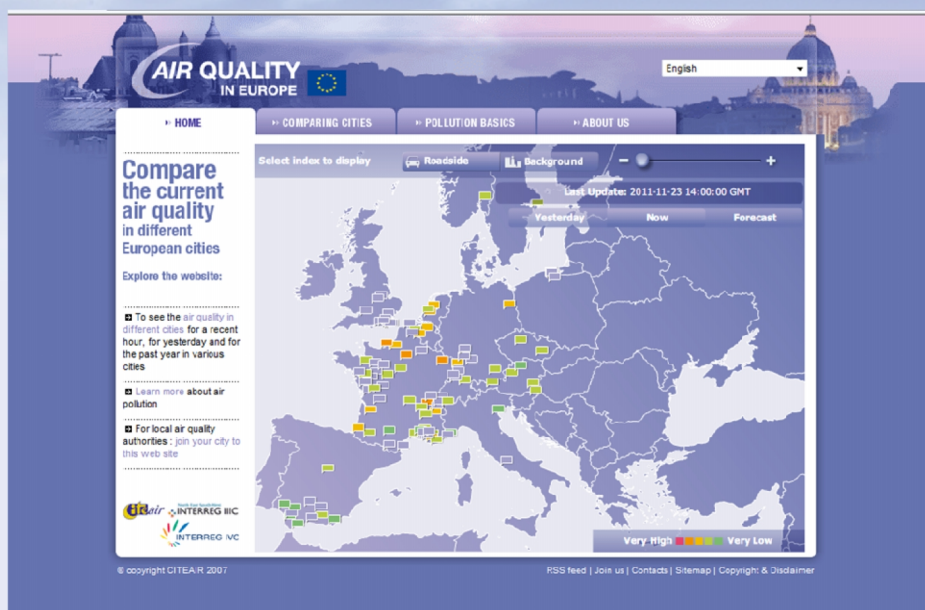 AIR QUALITY
IN EUROPE
English
HOME
COMPARING CITIES
POLLUTION BASICS
ABOUT US
Compare
the current
air quality
in different
European cities
Explore the website:
To see the air quality in
different cities for a recent
hour, for yesterday and for
the past year in various
cities
Learn more about air
pollution
For local air quality
authorities : join your city to
this web site
Select index to display
Roadside
Background
Last Update: 2011-11-23 14:00:00 GMT
Yesterday
Now
Forecast
Very High
Very Low
INTERREG IIIC
INTERREG IVC
© copyright CITEAIR 2007
RSS feed | Join us | Contacts | Sitemap | Copyright & Disclaimer